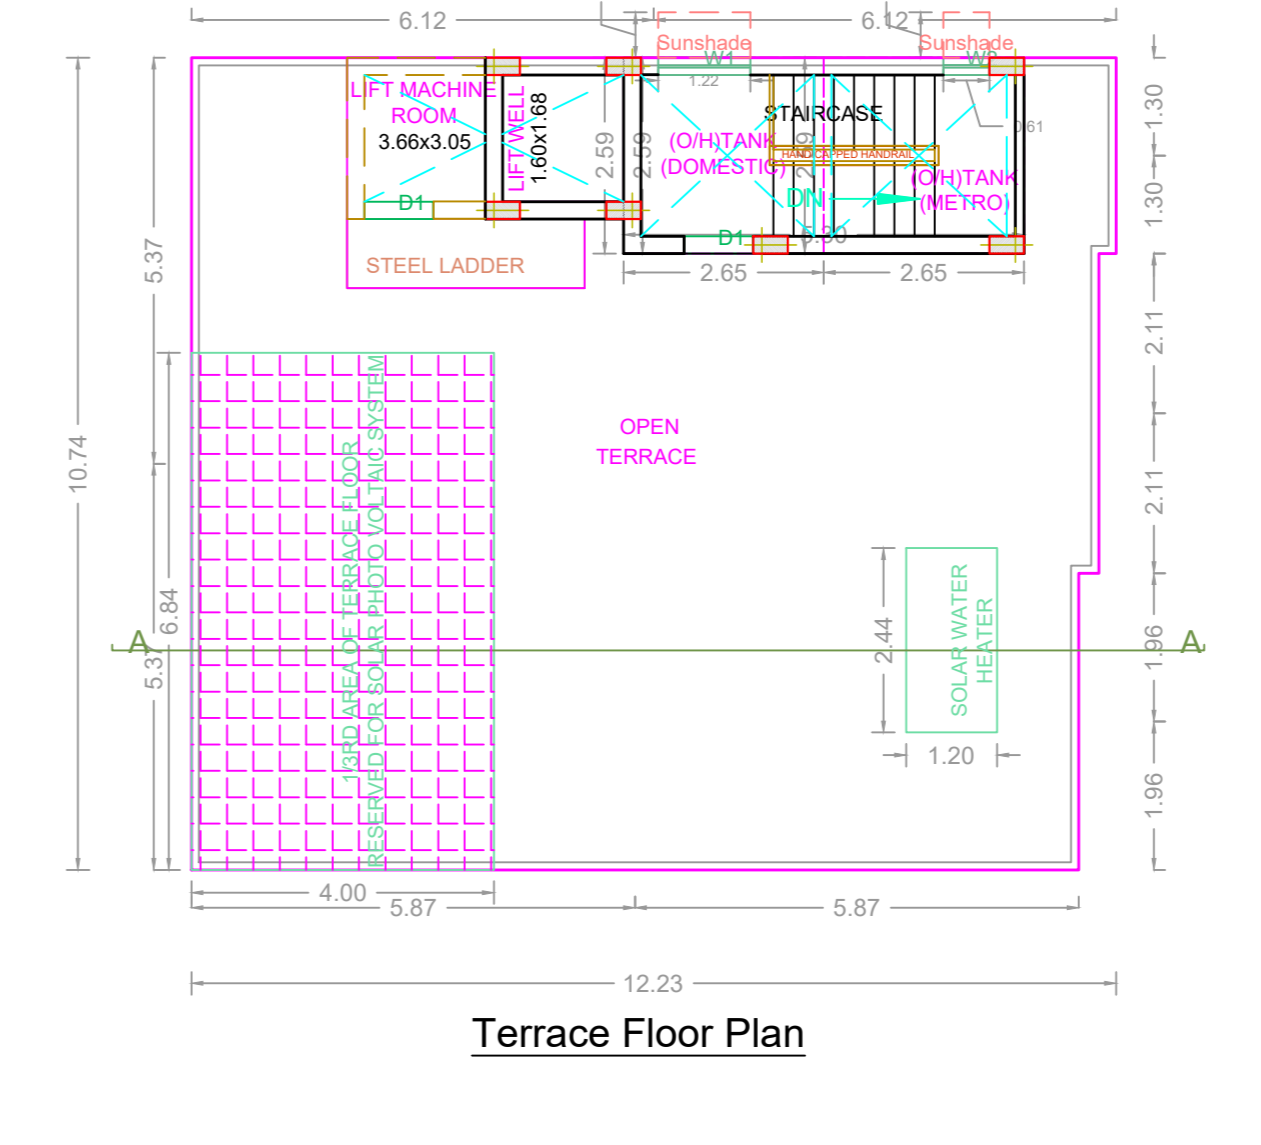 6.12
6.12
Sunshade
Sunshade
W1
1.22
LIFT MACHINE
ROOM
3.66x3.05
LIFT WELL
1.60x1.68
2.59
2.59
STAIRCASE
(O/H)TANK
(DOMESTIC)
HANDICAPPED HANDRAIL
(O/H)TANK
(METRO)
0.61
1.30
1.30
DN
D1
D1
5.30
STEEL LADDER
2.65
2.65
5.37
2.11
10.74
OPEN
TERRACE
2.11
1/3RD AREA OF TERRACE FLOOR
RESERVED FOR SOLAR PHOTO VOLTAIC SYSTEM
6.84
5.37
A
A
2.44
SOLAR WATER
HEATER
1.96
1.20
1.96
4.00
5.87
5.87
12.23
Terrace Floor Plan